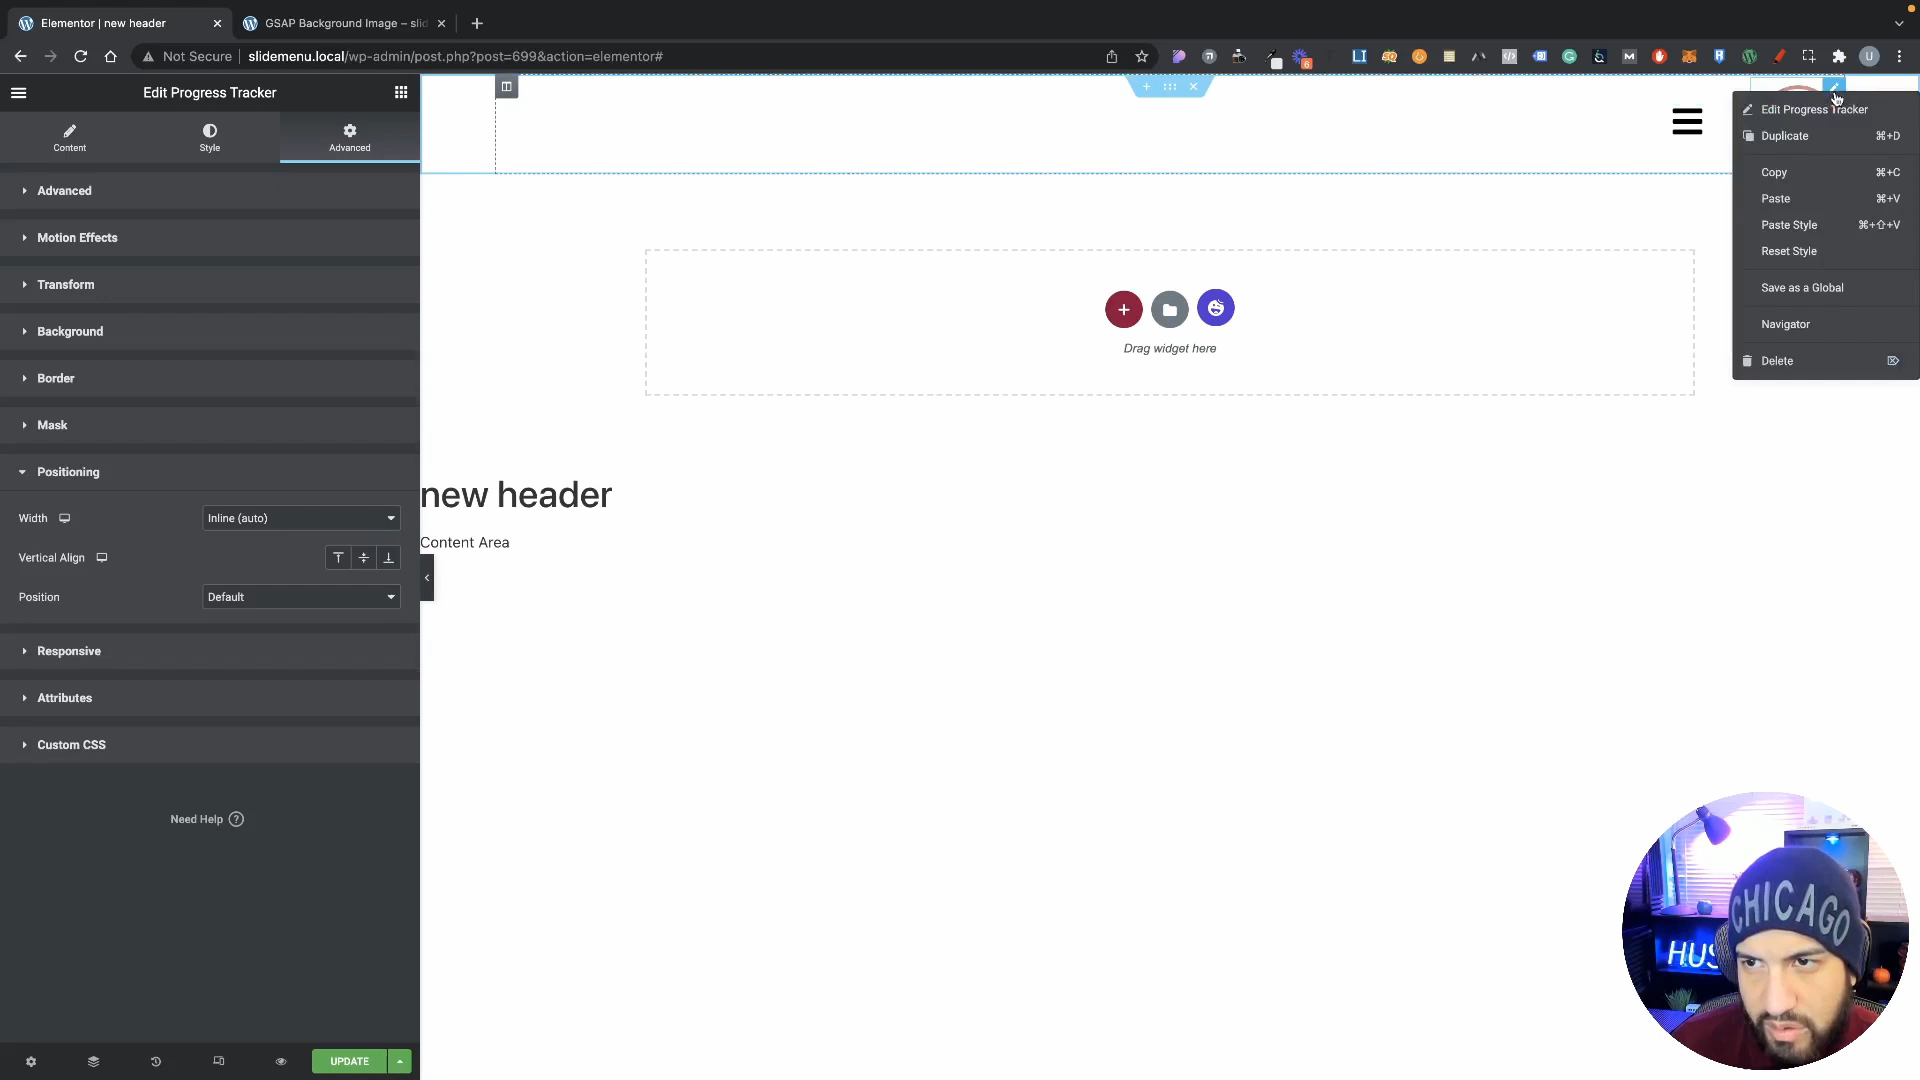 Elementor | new header
GSAP Background Image – slid
Not Secure
slidemenu.local/wp-admin/post.php?post=699&action=elementor#
Edit Progress Tracker
Content
Style
Advanced
Advanced
Motion Effects
Transform
Background
Border
Mask
Positioning
Width
Inline (auto)
Vertical Align
Position
Default
Responsive
Attributes
Custom CSS
Need Help
UPDATE
Drag widget here
new header
Content Area
Edit Progress Tracker
Duplicate ⌘+D
Copy ⌘+C
Paste ⌘+V
Paste Style ⌘+⇧+V
Reset Style
Save as a Global
Navigator
Delete
CHICAGO
HUS